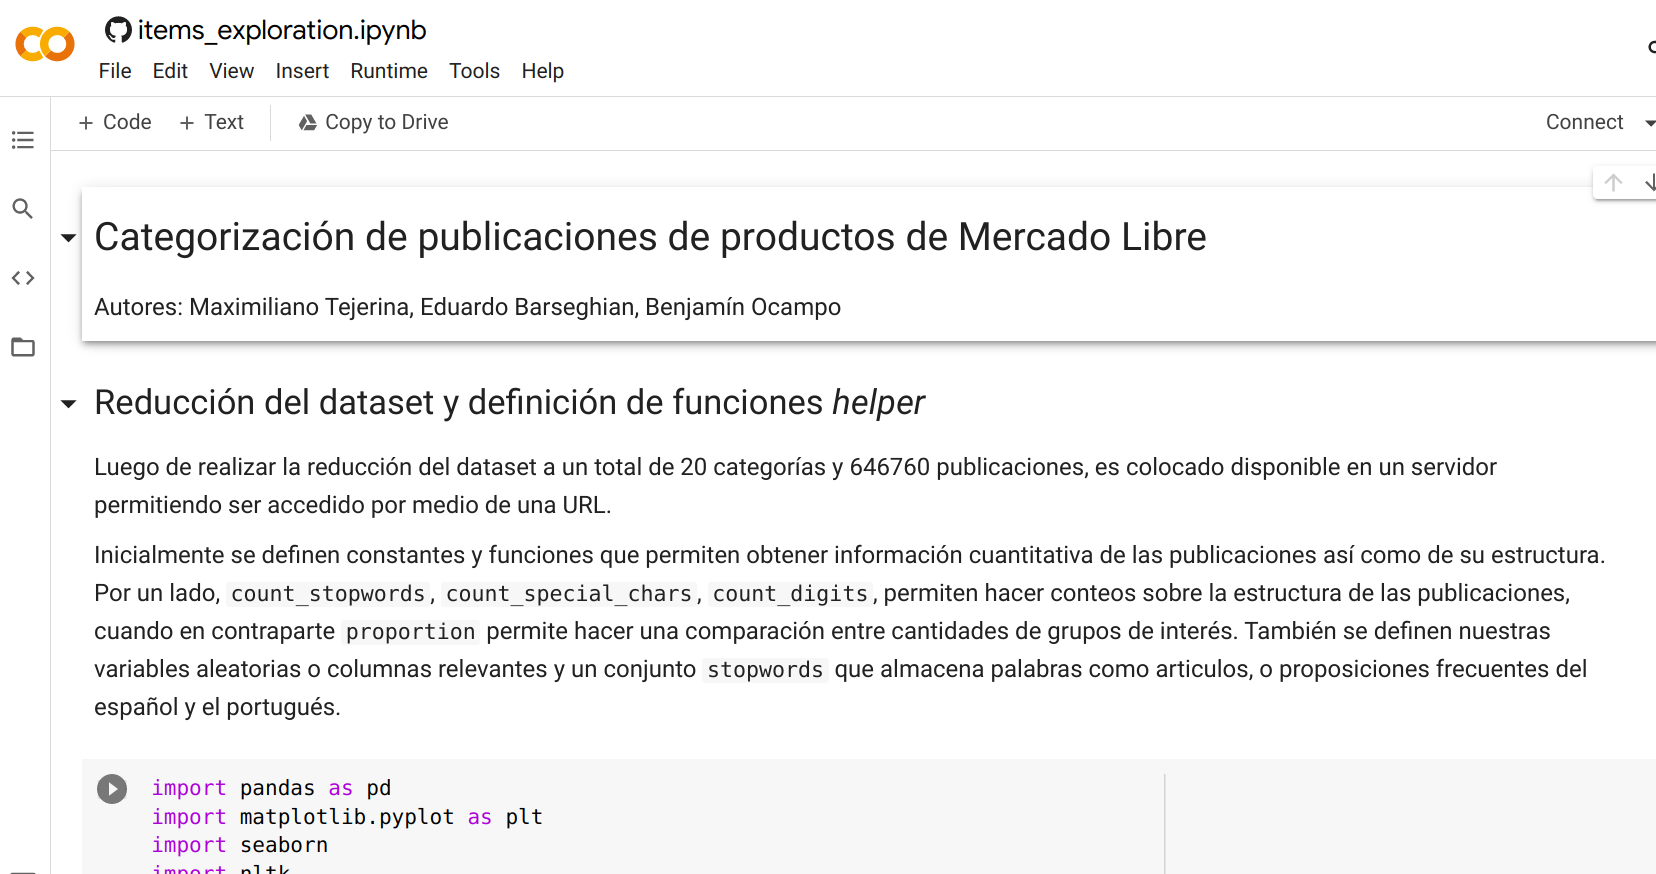 items_exploration.ipynb
File Edit View Insert Runtime Tools Help
+ Code + Text Copy to Drive Connect
Categorización de publicaciones de productos de Mercado Libre
Autores: Maximiliano Tejerina, Eduardo Barseghian, Benjamín Ocampo
Reducción del dataset y definición de funciones helper
Luego de realizar la reducción del dataset a un total de 20 categorías y 646760 publicaciones, es colocado disponible en un servidor
permitiendo ser accedido por medio de una URL.
Inicialmente se definen constantes y funciones que permiten obtener información cuantitativa de las publicaciones así como de su estructura.
Por un lado, count_stopwords, count_special_chars, count_digits, permiten hacer conteos sobre la estructura de las publicaciones,
cuando en contraparte proportion permite hacer una comparación entre cantidades de grupos de interés. También se definen nuestras
variables aleatorias o columnas relevantes y un conjunto stopwords que almacena palabras como articulos, o proposiciones frecuentes del
español y el portugués.
import pandas as pd
import matplotlib.pyplot as plt
import seaborn
import nltk